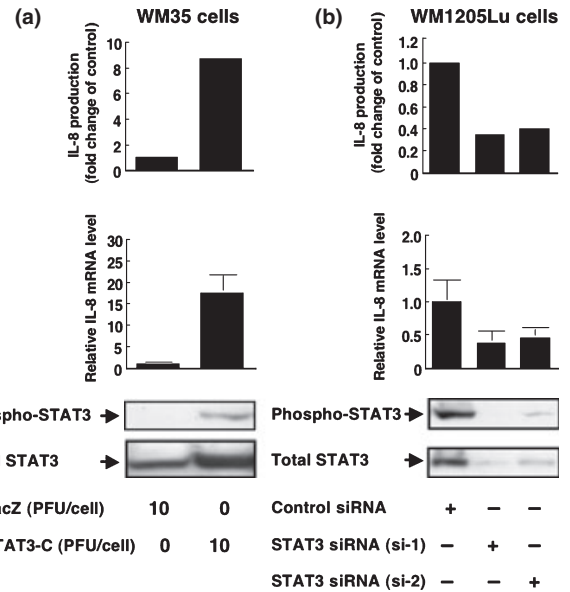 (a) WM35 cells
IL-8 production
(fold change of control)
10
8
6
4
2
0
Relative IL-8 mRNA level
30
25
20
15
10
5
0
spho-STAT3
STAT3
acZ (PFU/cell) 10 0
TAT3-C (PFU/cell) 0 10
(b) WM1205Lu cells
IL-8 production
(fold change of control)
1.2
1.0
0.8
0.6
0.4
0.2
0
Relative IL-8 mRNA level
2.0
1.5
1.0
0.5
0
Phospho-STAT3
Total STAT3
Control siRNA + – –
STAT3 siRNA (si-1) – + –
STAT3 siRNA (si-2) – – +